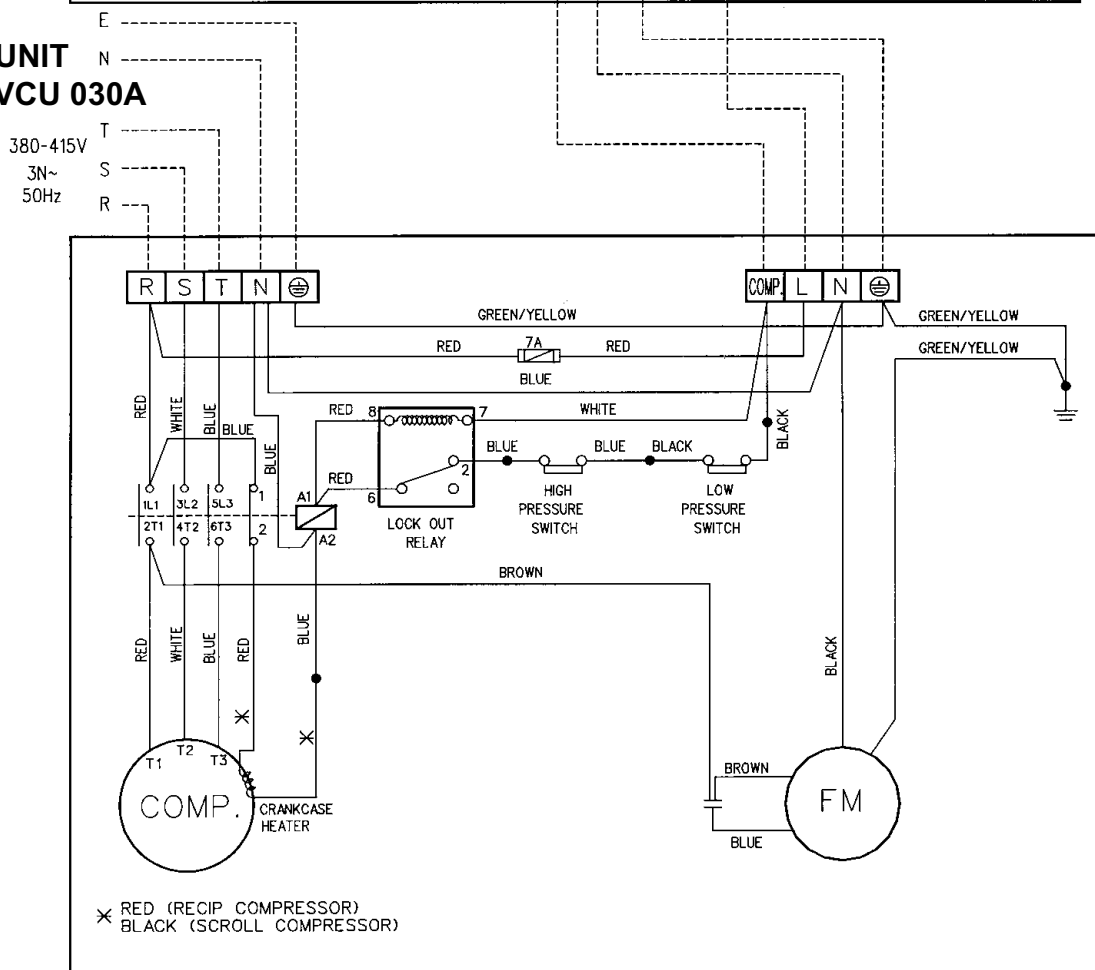 E
UNIT
N
VCU 030A
T
380-415V
3N~
S
50Hz
R
R S T N
COMP. L N
GREEN/YELLOW
GREEN/YELLOW
RED
7A
RED
GREEN/YELLOW
BLUE
RED
WHITE
BLUE
BLUE
BLUE
RED
8
7
WHITE
BLACK
BLUE
BLUE
BLACK
2
RED
6
HIGH
PRESSURE
SWITCH
LOW
PRESSURE
SWITCH
1L1
3L2
5L3
1
A1
2T1
4T2
6T3
2
A2
LOCK OUT
RELAY
BROWN
RED
WHITE
BLUE
RED
BLUE
BLACK
T1
T2
T3
COMP.
CRANKCASE
HEATER
BROWN
FM
BLUE
RED (RECIP COMPRESSOR)
BLACK (SCROLL COMPRESSOR)